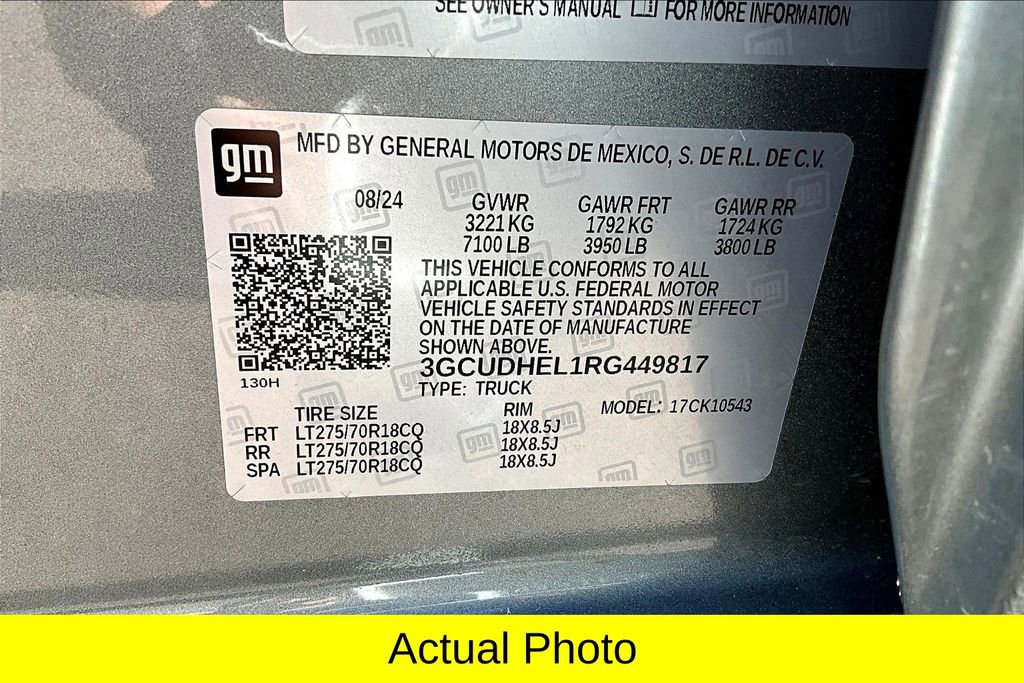 SEE OWNER'S MANUAL FOR MORE INFORMATION
gm
MFD BY GENERAL MOTORS DE MEXICO, S. DE R.L. DE C.V.
08/24 GVWR GAWR FRT GAWR RR
3221 KG 1792 KG 1724 KG
7100 LB 3950 LB 3800 LB
THIS VEHICLE CONFORMS TO ALL
APPLICABLE U.S. FEDERAL MOTOR
VEHICLE SAFETY STANDARDS IN EFFECT
ON THE DATE OF MANUFACTURE
SHOWN ABOVE.
3GCUDHEL1RG449817
130H
TYPE: TRUCK
TIRE SIZE RIM MODEL: 17CK10543
FRT LT275/70R18CQ 18X8.5J
RR LT275/70R18CQ 18X8.5J
SPA LT275/70R18CQ 18X8.5J
Actual Photo